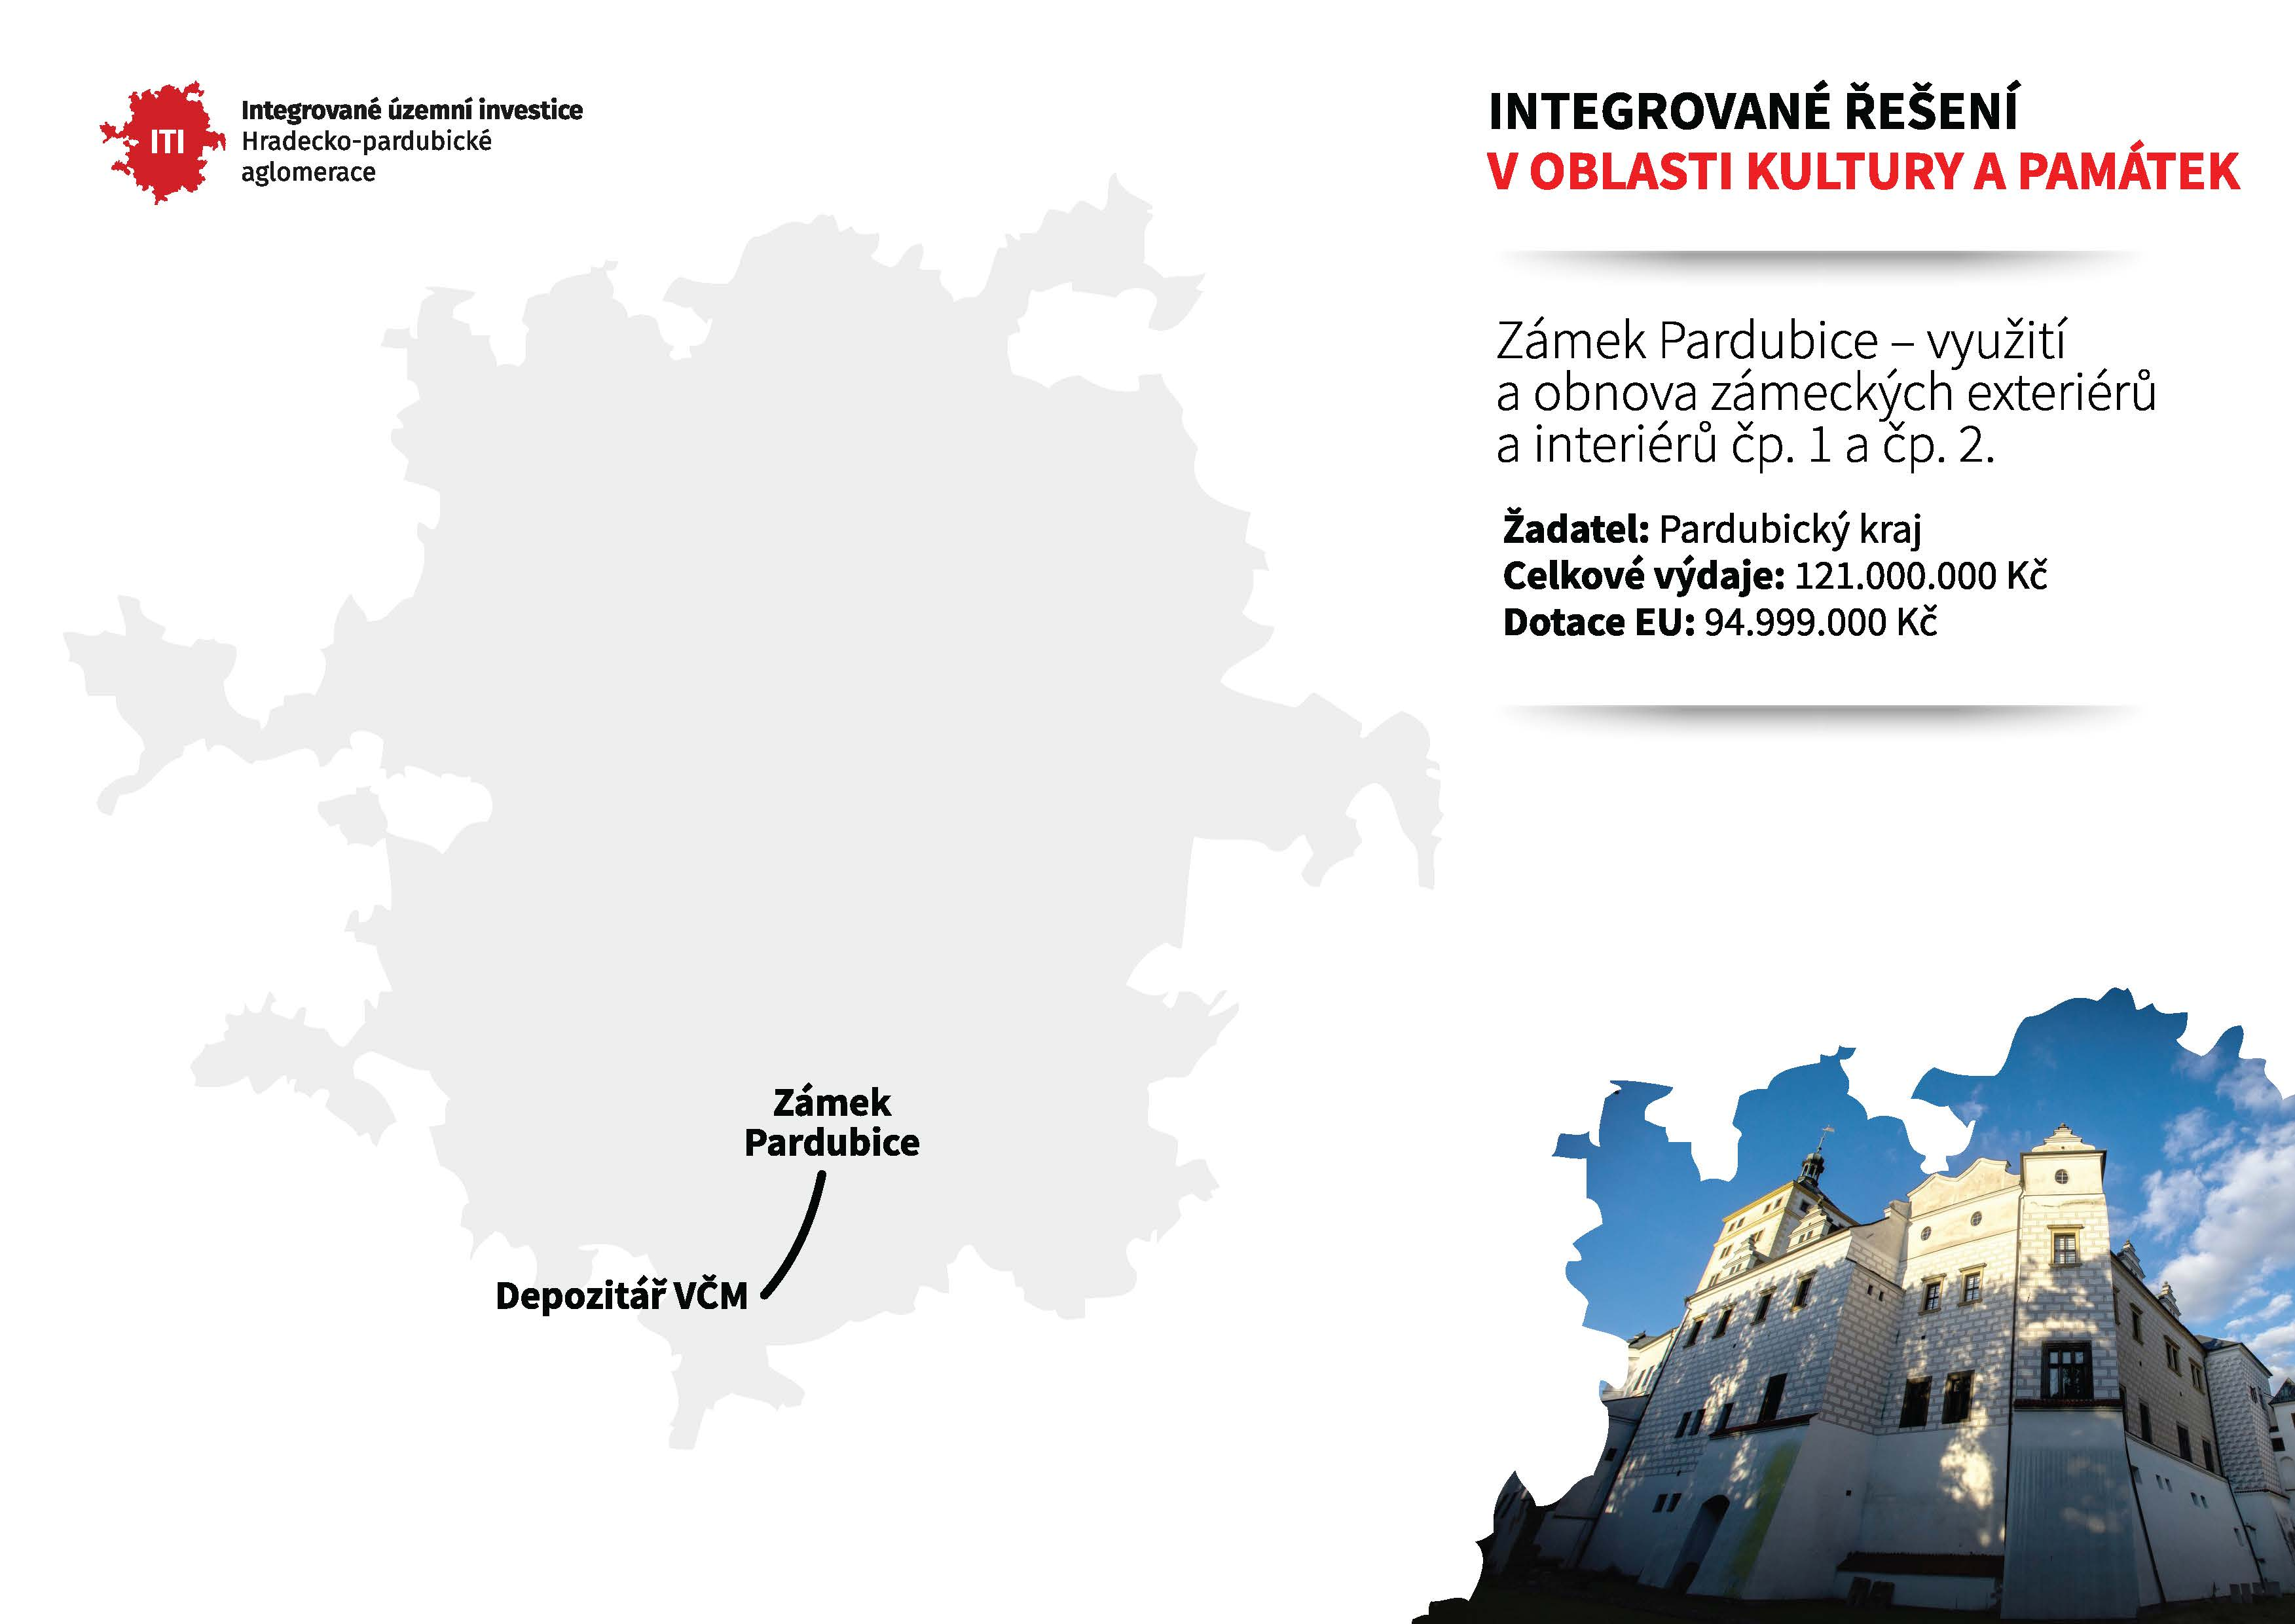 ITI
Integrované územní investice
Hradecko-pardubické
aglomerace
INTEGROVANÉ ŘEŠENÍ
V OBLASTI KULTURY A PAMÁTEK
Zámek Pardubice – využití
a obnova zámeckých exteriérů
a interiérů čp. 1 a čp. 2.
Žadatel: Pardubický kraj
Celkové výdaje: 121.000.000 Kč
Dotace EU: 94.999.000 Kč
Zámek
Pardubice
Depozitář VČM